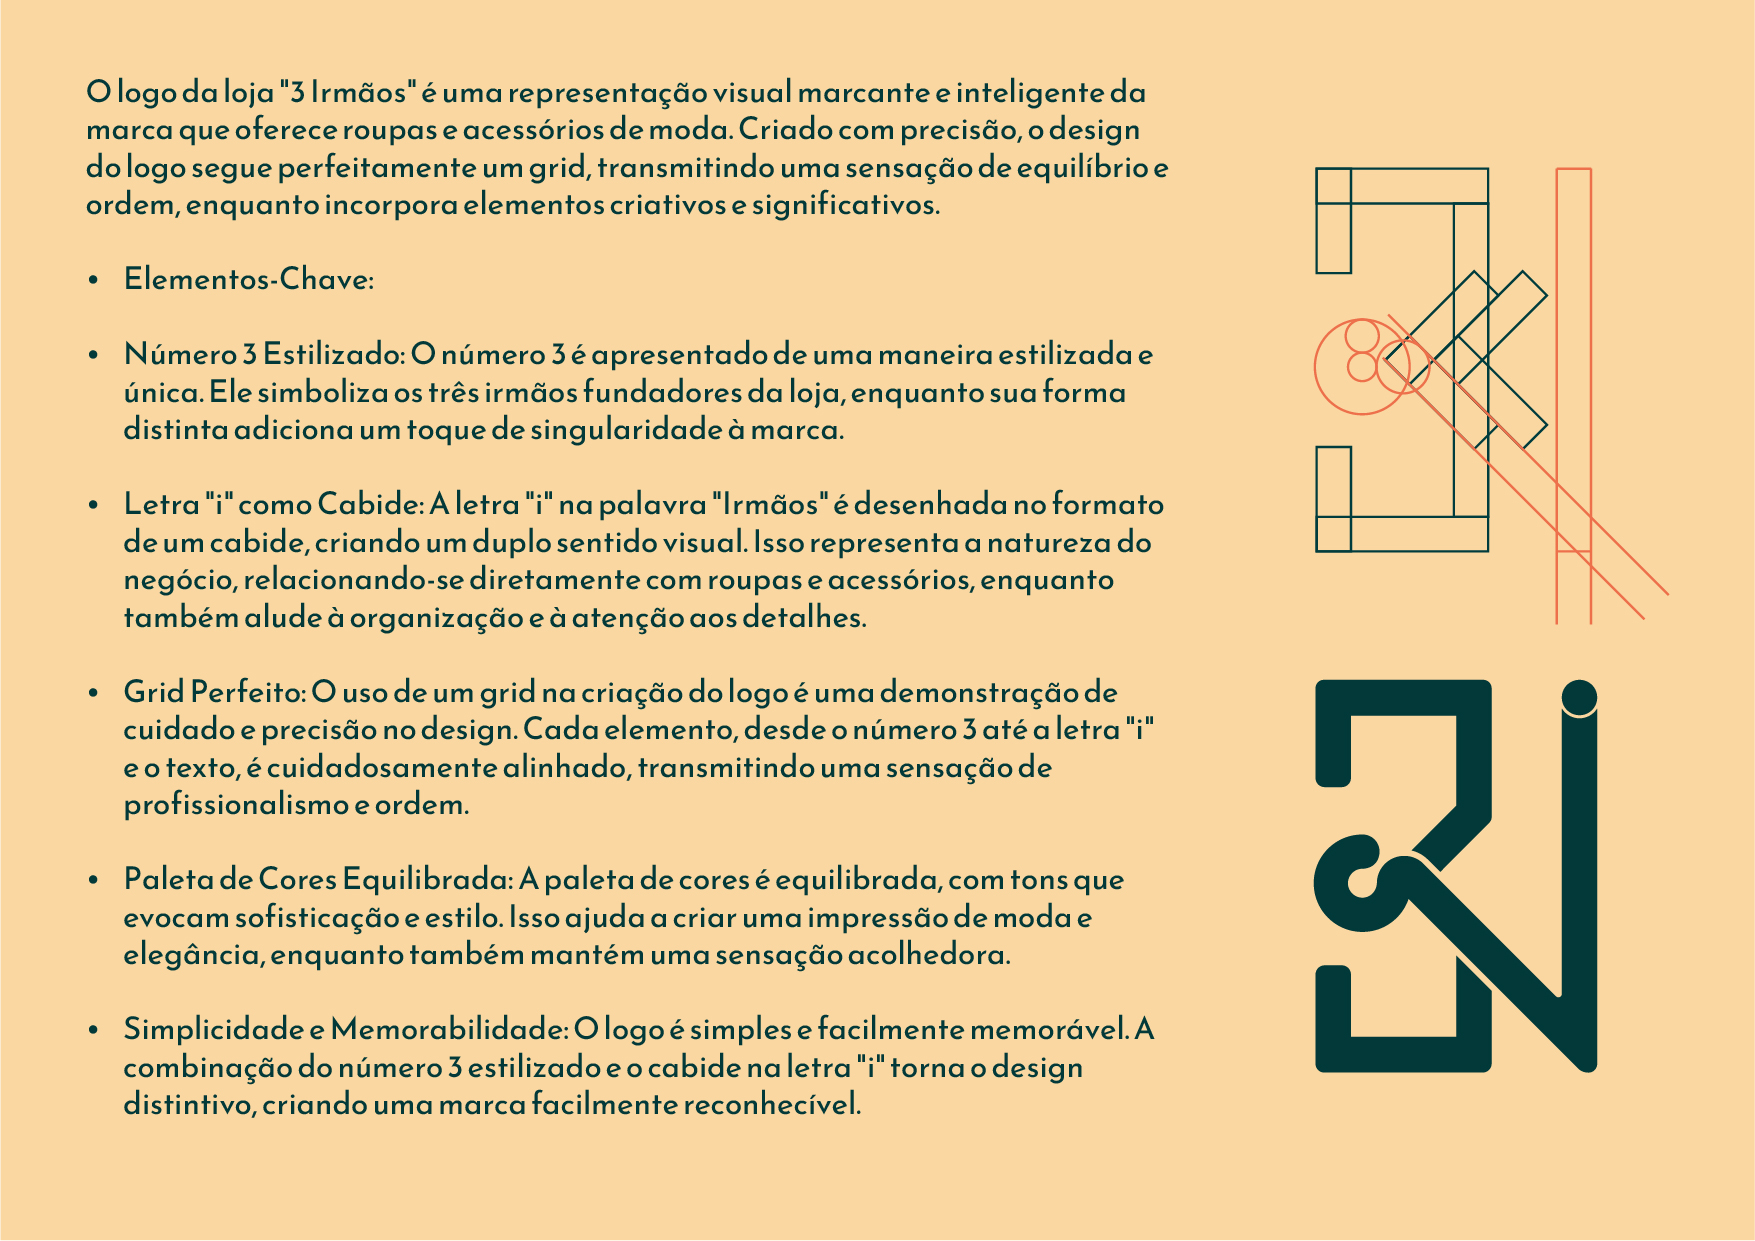 O logo da loja "3 Irmãos" é uma representação visual marcante e inteligente da
marca que oferece roupas e acessórios de moda. Criado com precisão, o design
do logo segue perfeitamente um grid, transmitindo uma sensação de equilíbrio e
ordem, enquanto incorpora elementos criativos e significativos.
• Elementos-Chave:
• Número 3 Estilizado: O número 3 é apresentado de uma maneira estilizada e
única. Ele simboliza os três irmãos fundadores da loja, enquanto sua forma
distinta adiciona um toque de singularidade à marca.
• Letra "i" como Cabide: A letra "i" na palavra "Irmãos" é desenhada no formato
de um cabide, criando um duplo sentido visual. Isso representa a natureza do
negócio, relacionando-se diretamente com roupas e acessórios, enquanto
também alude à organização e à atenção aos detalhes.
• Grid Perfeito: O uso de um grid na criação do logo é uma demonstração de
cuidado e precisão no design. Cada elemento, desde o número 3 até a letra "i"
e o texto, é cuidadosamente alinhado, transmitindo uma sensação de
profissionalismo e ordem.
• Paleta de Cores Equilibrada: A paleta de cores é equilibrada, com tons que
evocam sofisticação e estilo. Isso ajuda a criar uma impressão de moda e
elegância, enquanto também mantém uma sensação acolhedora.
• Simplicidade e Memorabilidade: O logo é simples e facilmente memorável. A
combinação do número 3 estilizado e o cabide na letra "i" torna o design
distintivo, criando uma marca facilmente reconhecível.
3i